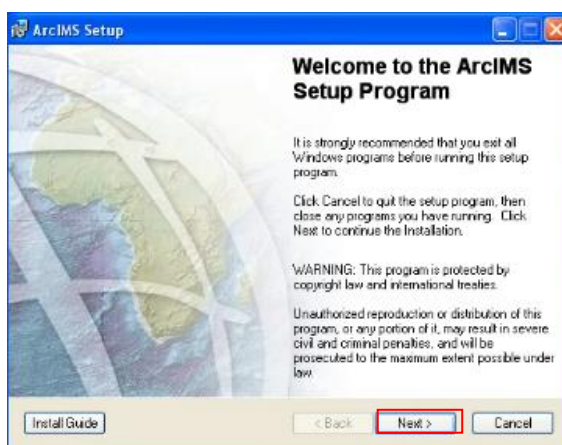 ArcIMS Setup
Welcome to the ArcIMS
Setup Program
It is strongly recommended that you exit all
Windows programs before running this setup
program.
Click Cancel to quit the setup program, then
close any programs you have running. Click
Next to continue the Installation.
WARNING: This program is protected by
copyright law and international treaties.
Unauthorized reproduction or distribution of this
program, or any portion of it, may result in severe
civil and criminal penalties, and will be
prosecuted to the maximum extent possible under
law.
Install Guide
< Back
Next >
Cancel